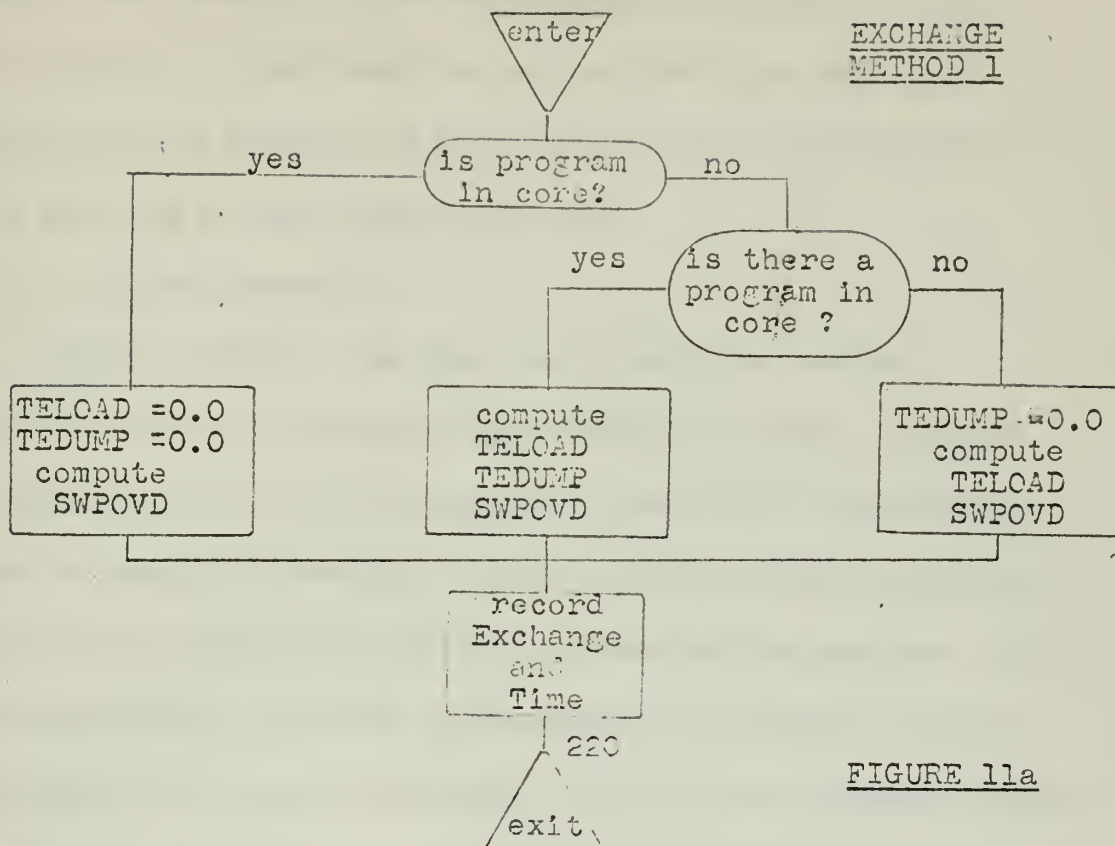 enter
EXCHANGE
METHOD 1
yes
is program
in core?
no
yes
is there a
program in
core ?
no
TELOAD =0.0
TEDUMP =0.0
compute
SWPOVD
compute
TELOAD
TEDUMP
SWPOVD
TEDUMP =0.0
compute
TELOAD
SWPOVD
record
Exchange
and
Time
220
exit
FIGURE 11a